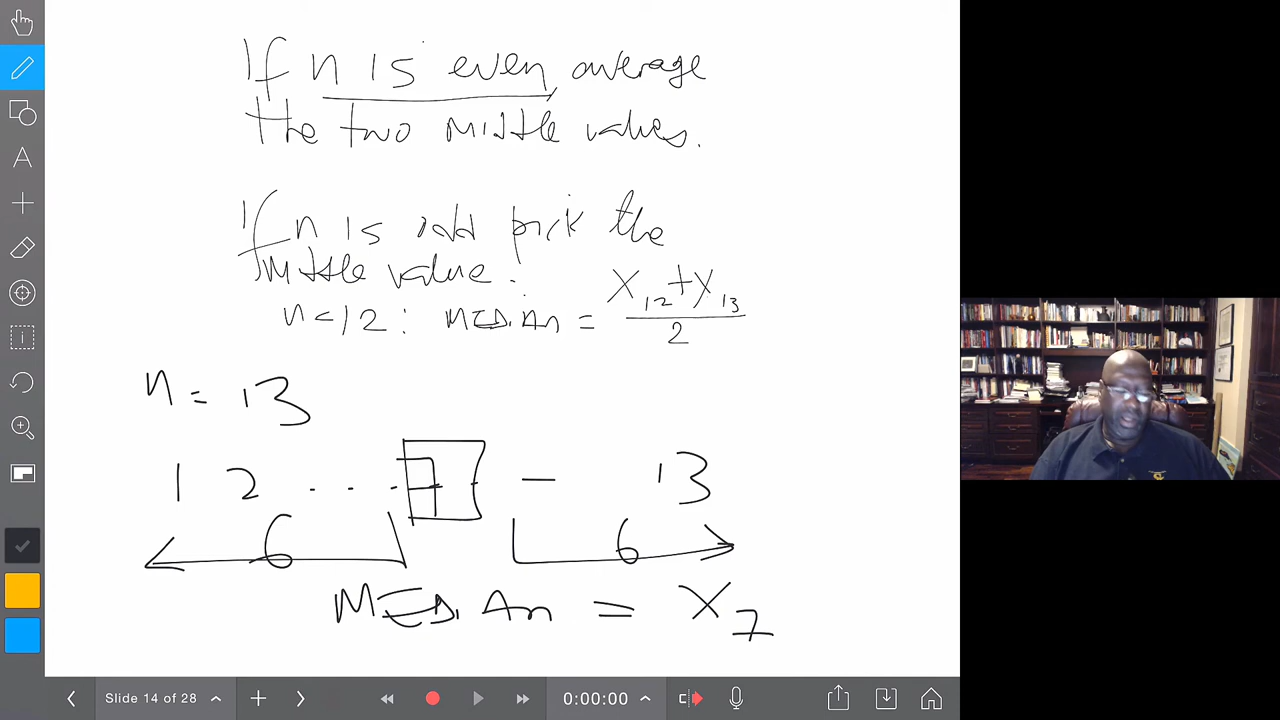 If n is even average
the two middle values.
If n is odd pick the
middle value.
n = 12 : MEDIAN = X12 + X13
2
n = 13
1 2 . . . 7 – 13
6 6
MEDIAN = X7
A
Slide 14 of 28
0:00:00